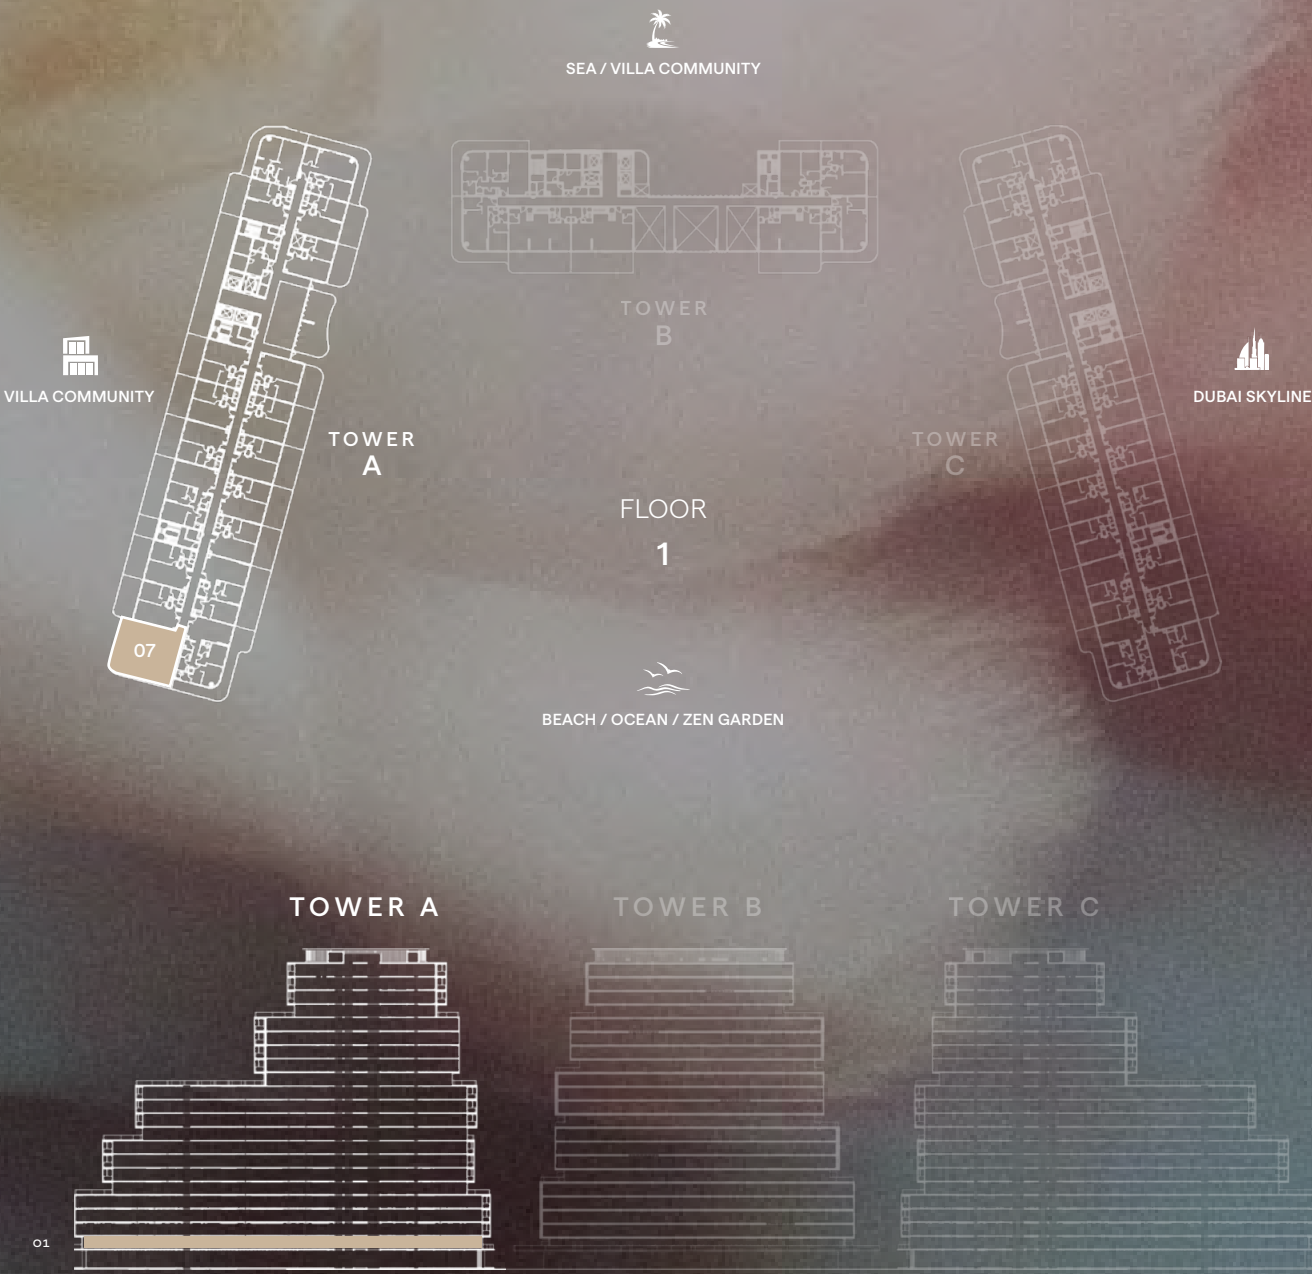 SEA / VILLA COMMUNITY
TOWER
B
VILLA COMMUNITY
DUBAI SKYLINE
TOWER
A
TOWER
C
FLOOR
1
07
BEACH / OCEAN / ZEN GARDEN
TOWER A
TOWER B
TOWER C
01